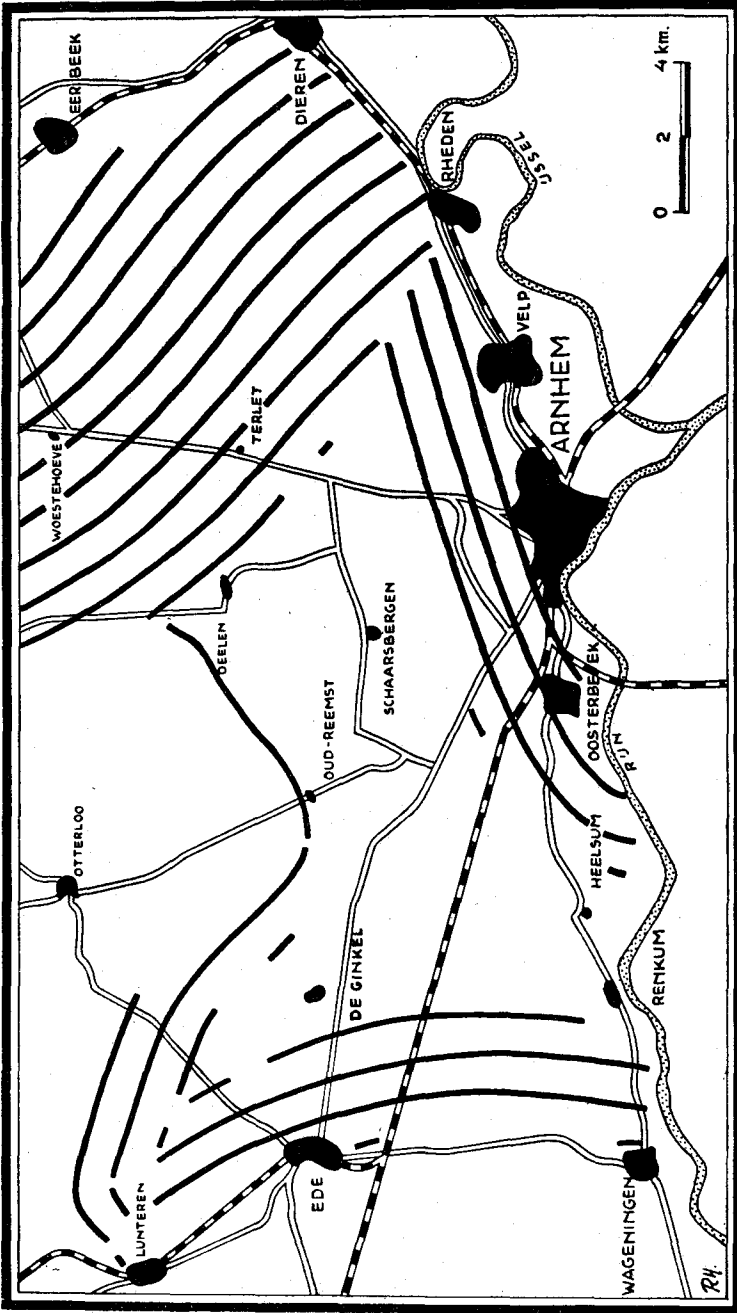 LUNTEREN
OTTERLOO
WOESTEHOEVE
EERBEEK
DEELEN
TERLET
DIEREN
EDE
DE GINKEL
OUD-REEMST
SCHAARSBERGEN
RHEDEN
IJSSEL
VELP
ARNHEM
HEELSUM
OOSTERBEEK
RIJN
WAGENINGEN
RENKUM
0 2 4 km.
RH.